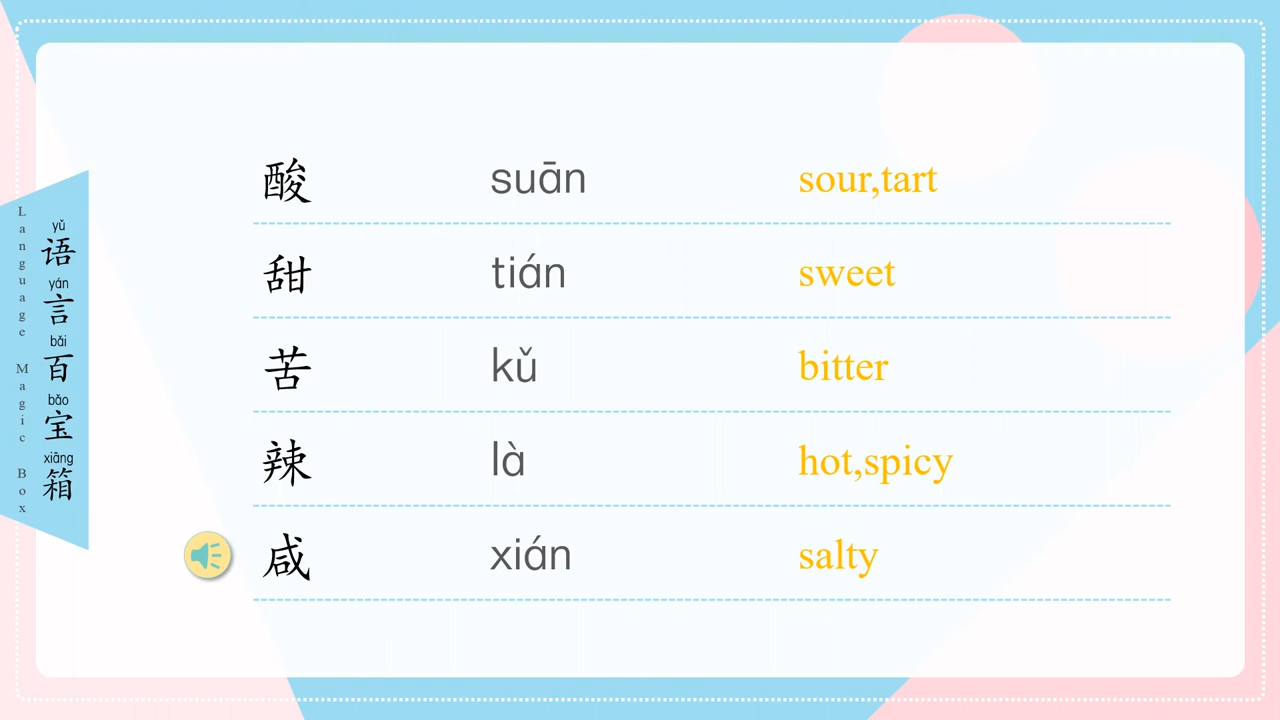 Language Magic Box
yǔ
语
yán
言
bǎi
百
bǎo
宝
xiāng
箱
酸 suān sour,tart
甜 tián sweet
苦 kǔ bitter
辣 là hot,spicy
咸 xián salty